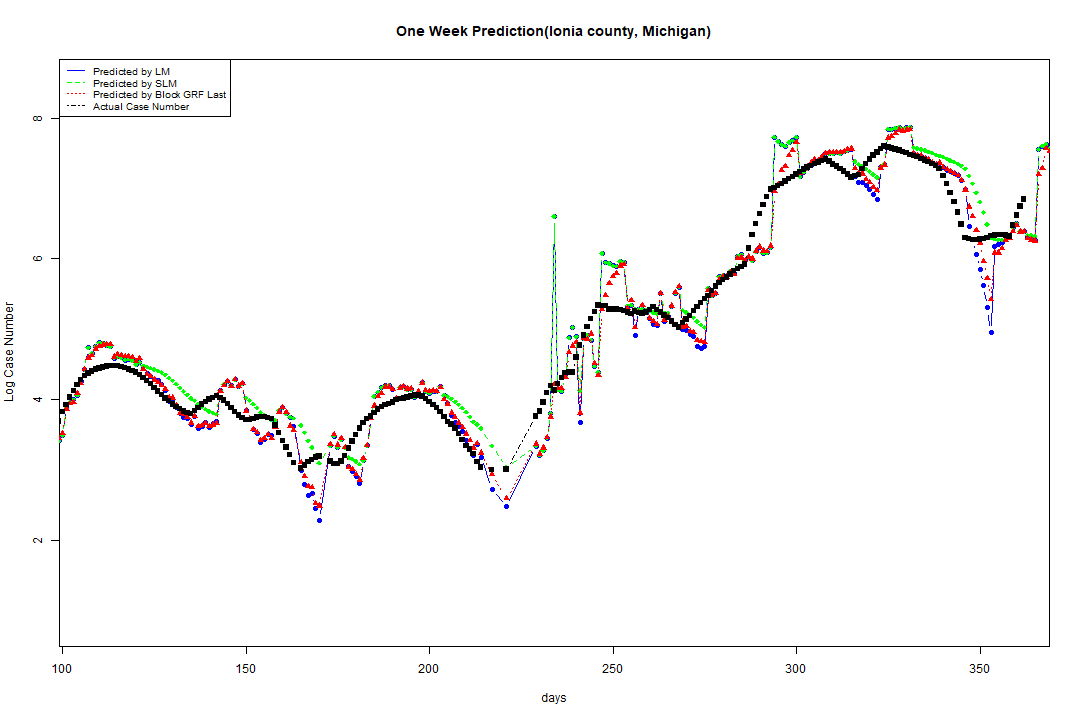 One Week Prediction(Ionia county, Michigan)
Predicted by LM
Predicted by SLM
Predicted by Block GRF Last
Actual Case Number
8
6
4
2
Log Case Number
100 150 200 250 300 350
days